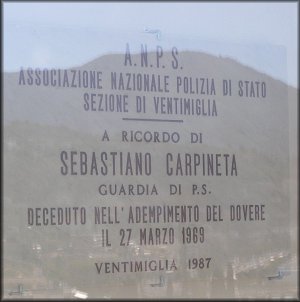 A.N.P.S.
ASSOCIAZIONE NAZIONALE POLIZIA DI STATO
SEZIONE DI VENTIMIGLIA
A RICORDO DI
SEBASTIANO CARPINETA
GUARDIA DI P.S.
DECEDUTO NELL'ADEMPIMENTO DEL DOVERE
IL 27 MARZO 1969
VENTIMIGLIA 1987